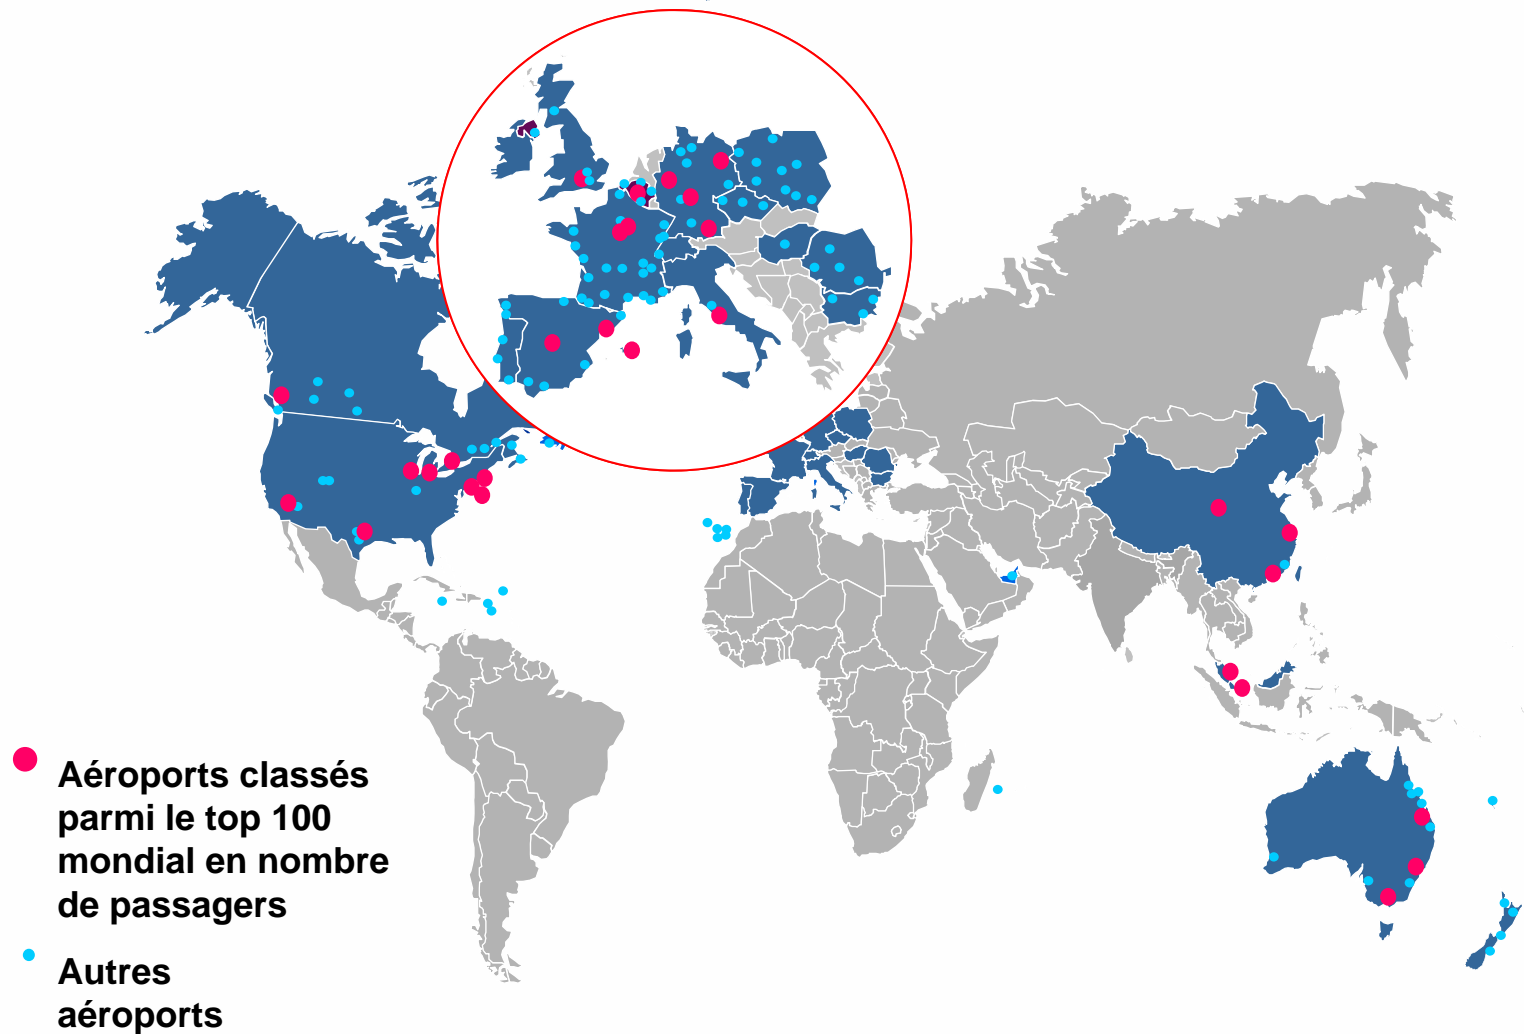 Aéroports classés
parmi le top 100
mondial en nombre
de passagers
Autres
aéroports